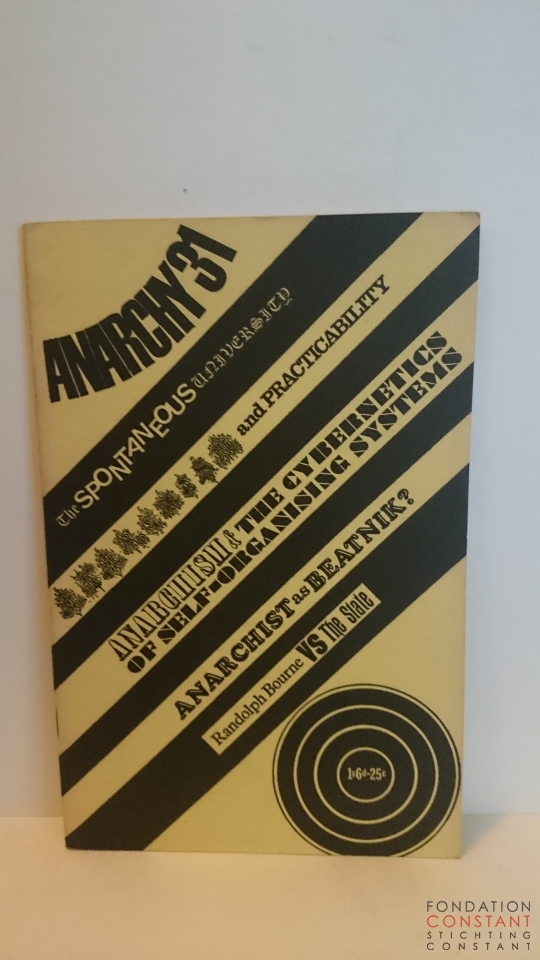 ANARCHY 31
The SPONTANEOUS UNIVERSITY
and PRACTICABILITY
ANARCHISM & THE CYBERNETICS
OF SELF-ORGANISING SYSTEMS
ANARCHIST as BEATNIK?
Randolph Bourne VS The State
1s6d-25c
FONDATION
CONSTANT
STICHTING
CONSTANT